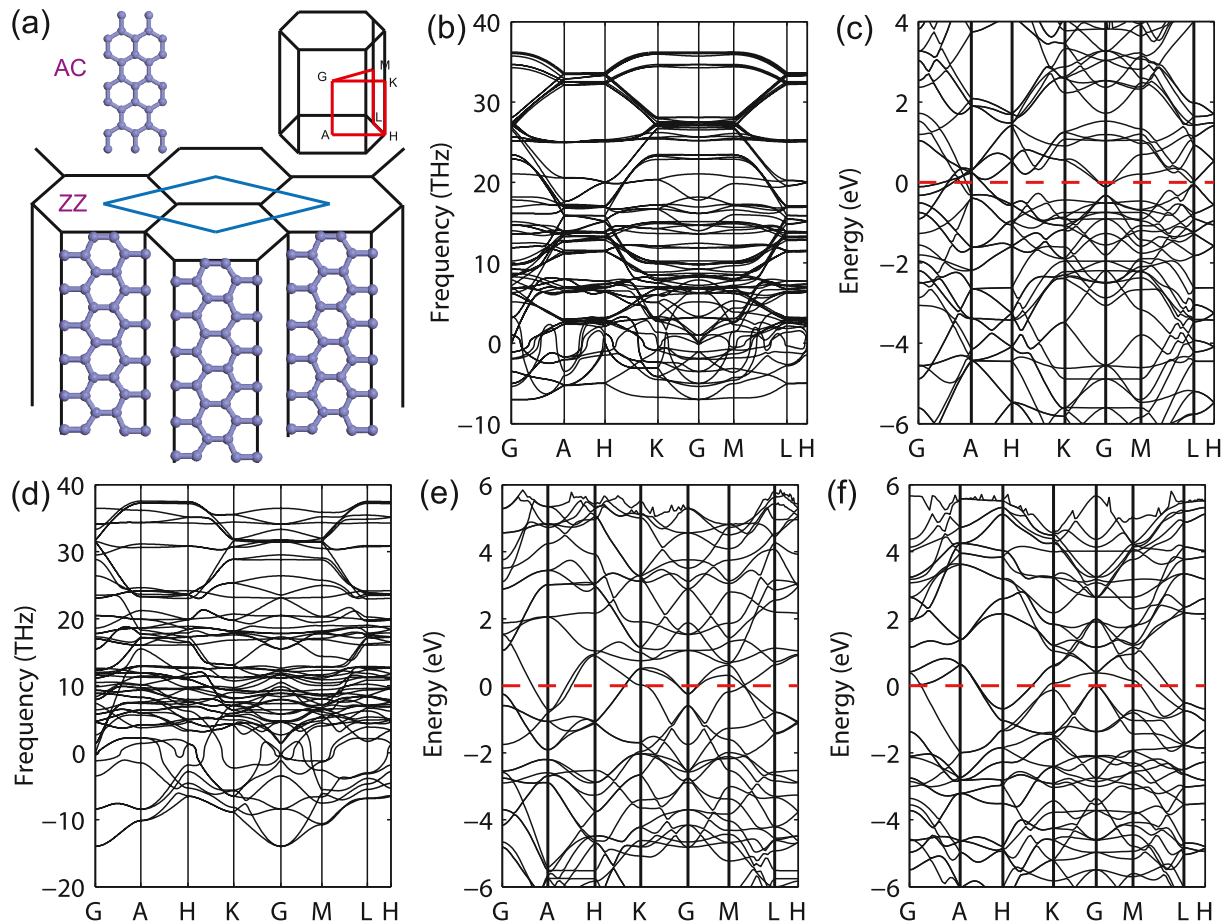 (a)
AC
ZZ
G
M
K
L
A
H
(b)
Frequency (THz)
40
30
20
10
0
−10
G A H K G M L H
(c)
Energy (eV)
4
2
0
−2
−4
−6
G A H K G M L H
(d)
Frequency (THz)
40
30
20
10
0
−10
−20
G A H K G M L H
(e)
Energy (eV)
6
4
2
0
−2
−4
−6
G A H K G M L H
(f)
Energy (eV)
6
4
2
0
−2
−4
−6
G A H K G M L H